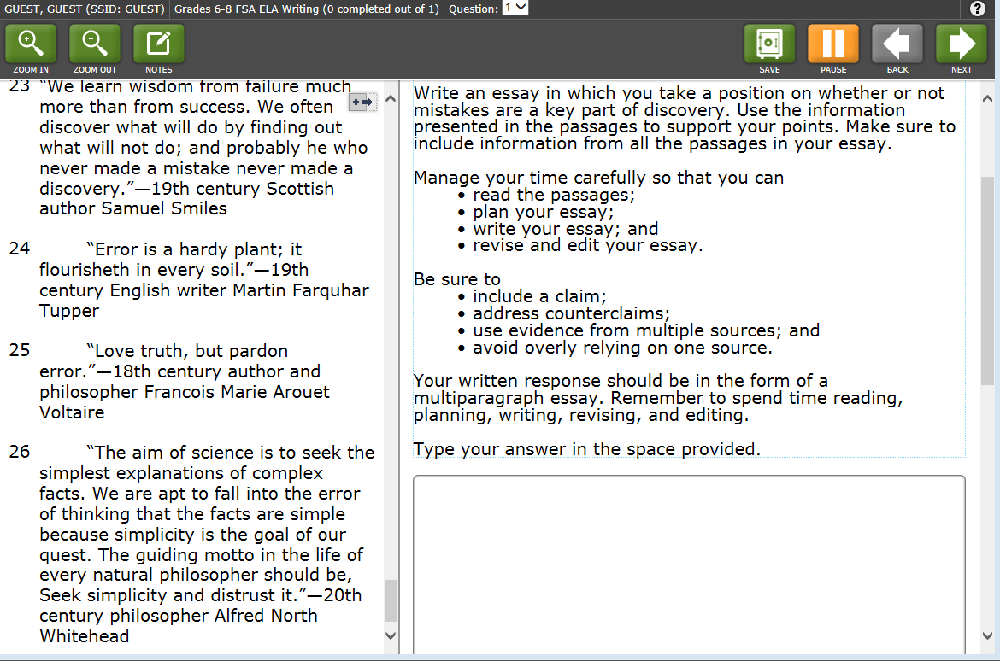 GUEST, GUEST (SSID: GUEST) Grades 6-8 FSA ELA Writing (0 completed out of 1) Question: 1
?
ZOOM IN ZOOM OUT NOTES SAVE PAUSE BACK NEXT
23 “We learn wisdom from failure much
more than from success. We often
discover what will do by finding out
what will not do; and probably he who
never made a mistake never made a
discovery.”—19th century Scottish
author Samuel Smiles
24 “Error is a hardy plant; it
flourisheth in every soil.”—19th
century English writer Martin Farquhar
Tupper
25 “Love truth, but pardon
error.”—18th century author and
philosopher Francois Marie Arouet
Voltaire
26 “The aim of science is to seek the
simplest explanations of complex
facts. We are apt to fall into the error
of thinking that the facts are simple
because simplicity is the goal of our
quest. The guiding motto in the life of
every natural philosopher should be,
Seek simplicity and distrust it.”—20th
century philosopher Alfred North
Whitehead
Write an essay in which you take a position on whether or not
mistakes are a key part of discovery. Use the information
presented in the passages to support your points. Make sure to
include information from all the passages in your essay.
Manage your time carefully so that you can
• read the passages;
• plan your essay;
• write your essay; and
• revise and edit your essay.
Be sure to
• include a claim;
• address counterclaims;
• use evidence from multiple sources; and
• avoid overly relying on one source.
Your written response should be in the form of a
multiparagraph essay. Remember to spend time reading,
planning, writing, revising, and editing.
Type your answer in the space provided.